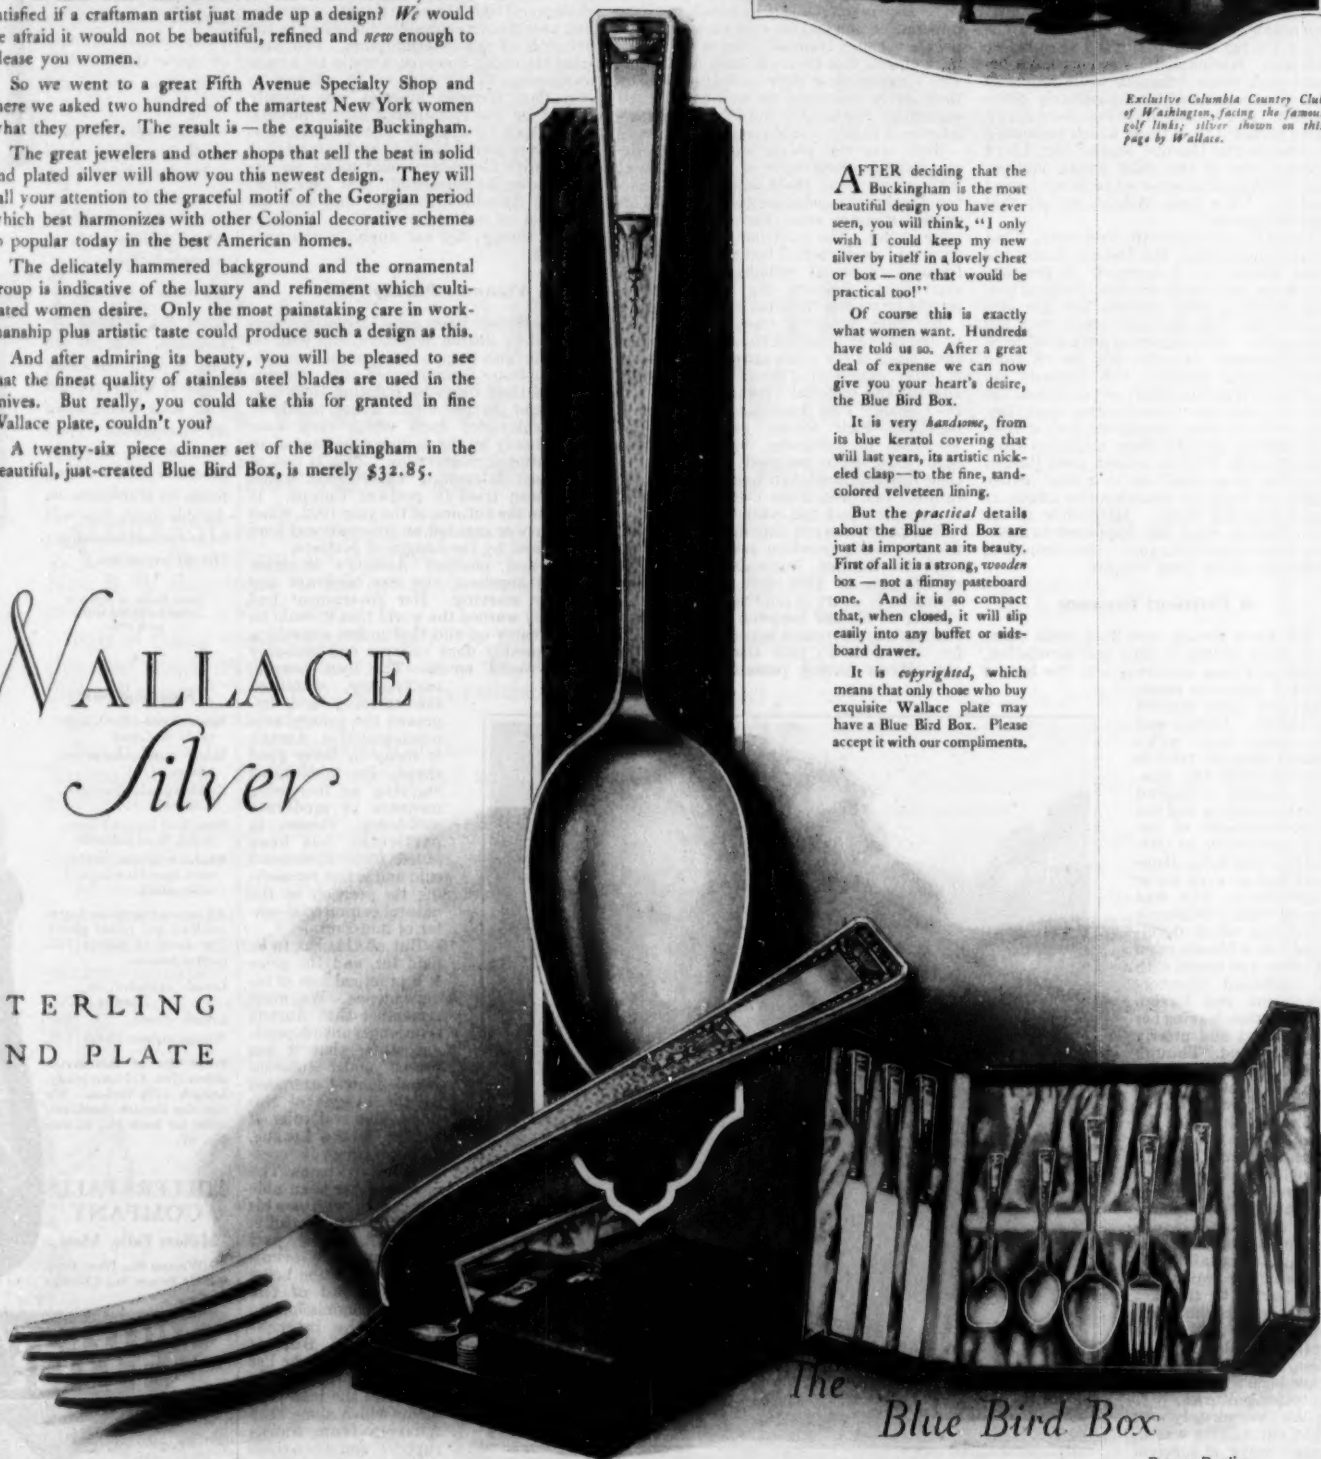 satisfied if a craftsman artist just made up a design? We would
be afraid it would not be beautiful, refined and new enough to
please you women.
So we went to a great Fifth Avenue Specialty Shop and
there we asked two hundred of the smartest New York women
what they prefer. The result is — the exquisite Buckingham.
The great jewelers and other shops that sell the best in solid
and plated silver will show you this newest design. They will
call your attention to the graceful motif of the Georgian period
which best harmonizes with other Colonial decorative schemes
so popular today in the best American homes.
The delicately hammered background and the ornamental
group is indicative of the luxury and refinement which culti-
vated women desire. Only the most painstaking care in work-
manship plus artistic taste could produce such a design as this.
And after admiring its beauty, you will be pleased to see
that the finest quality of stainless steel blades are used in the
knives. But really, you could take this for granted in fine
Wallace plate, couldn't you?
A twenty-six piece dinner set of the Buckingham in the
beautiful, just-created Blue Bird Box, is merely $32.85.
WALLACE
Silver
TERLING
ND PLATE
Exclusive Columbia Country Club
of Washington, facing the famous
golf links; silver shown on this
page by Wallace.
AFTER deciding that the
Buckingham is the most
beautiful design you have ever
seen, you will think, "I only
wish I could keep my new
silver by itself in a lovely chest
or box — one that would be
practical too!"
Of course this is exactly
what women want. Hundreds
have told us so. After a great
deal of expense we can now
give you your heart's desire,
the Blue Bird Box.
It is very handsome, from
its blue keratol covering that
will last years, its artistic nick-
eled clasp—to the fine, sand-
colored velveteen lining.
But the practical details
about the Blue Bird Box are
just as important as its beauty.
First of all it is a strong, wooden
box — not a flimsy pasteboard
one. And it is so compact
that, when closed, it will slip
easily into any buffet or side-
board drawer.
It is copyrighted, which
means that only those who buy
exquisite Wallace plate may
have a Blue Bird Box. Please
accept it with our compliments.
The
Blue Bird Box